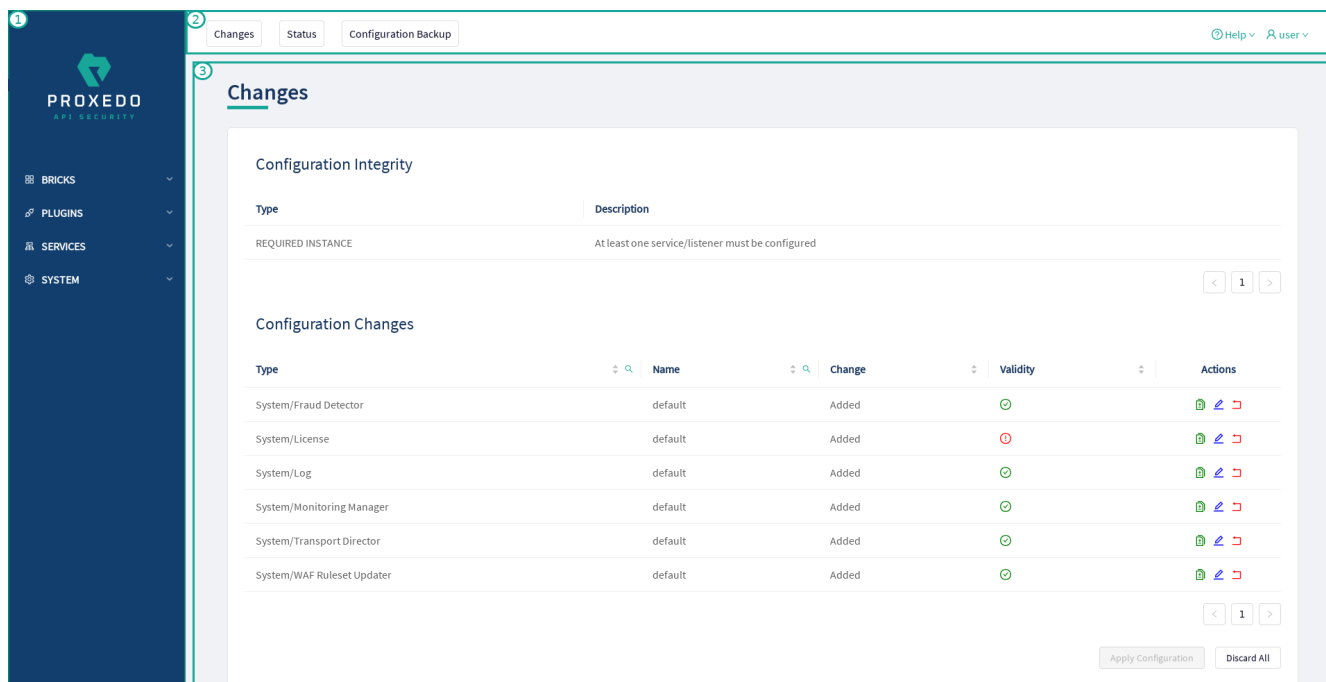 1
PROXEDO
API SECURITY
BRICKS
PLUGINS
SERVICES
SYSTEM
2
Changes Status Configuration Backup Help user
3
Changes
Configuration Integrity
Type Description
REQUIRED INSTANCE At least one service/listener must be configured
< 1 >
Configuration Changes
Type Name Change Validity Actions
System/Fraud Detector default Added
System/License default Added
System/Log default Added
System/Monitoring Manager default Added
System/Transport Director default Added
System/WAF Ruleset Updater default Added
< 1 >
Apply Configuration Discard All